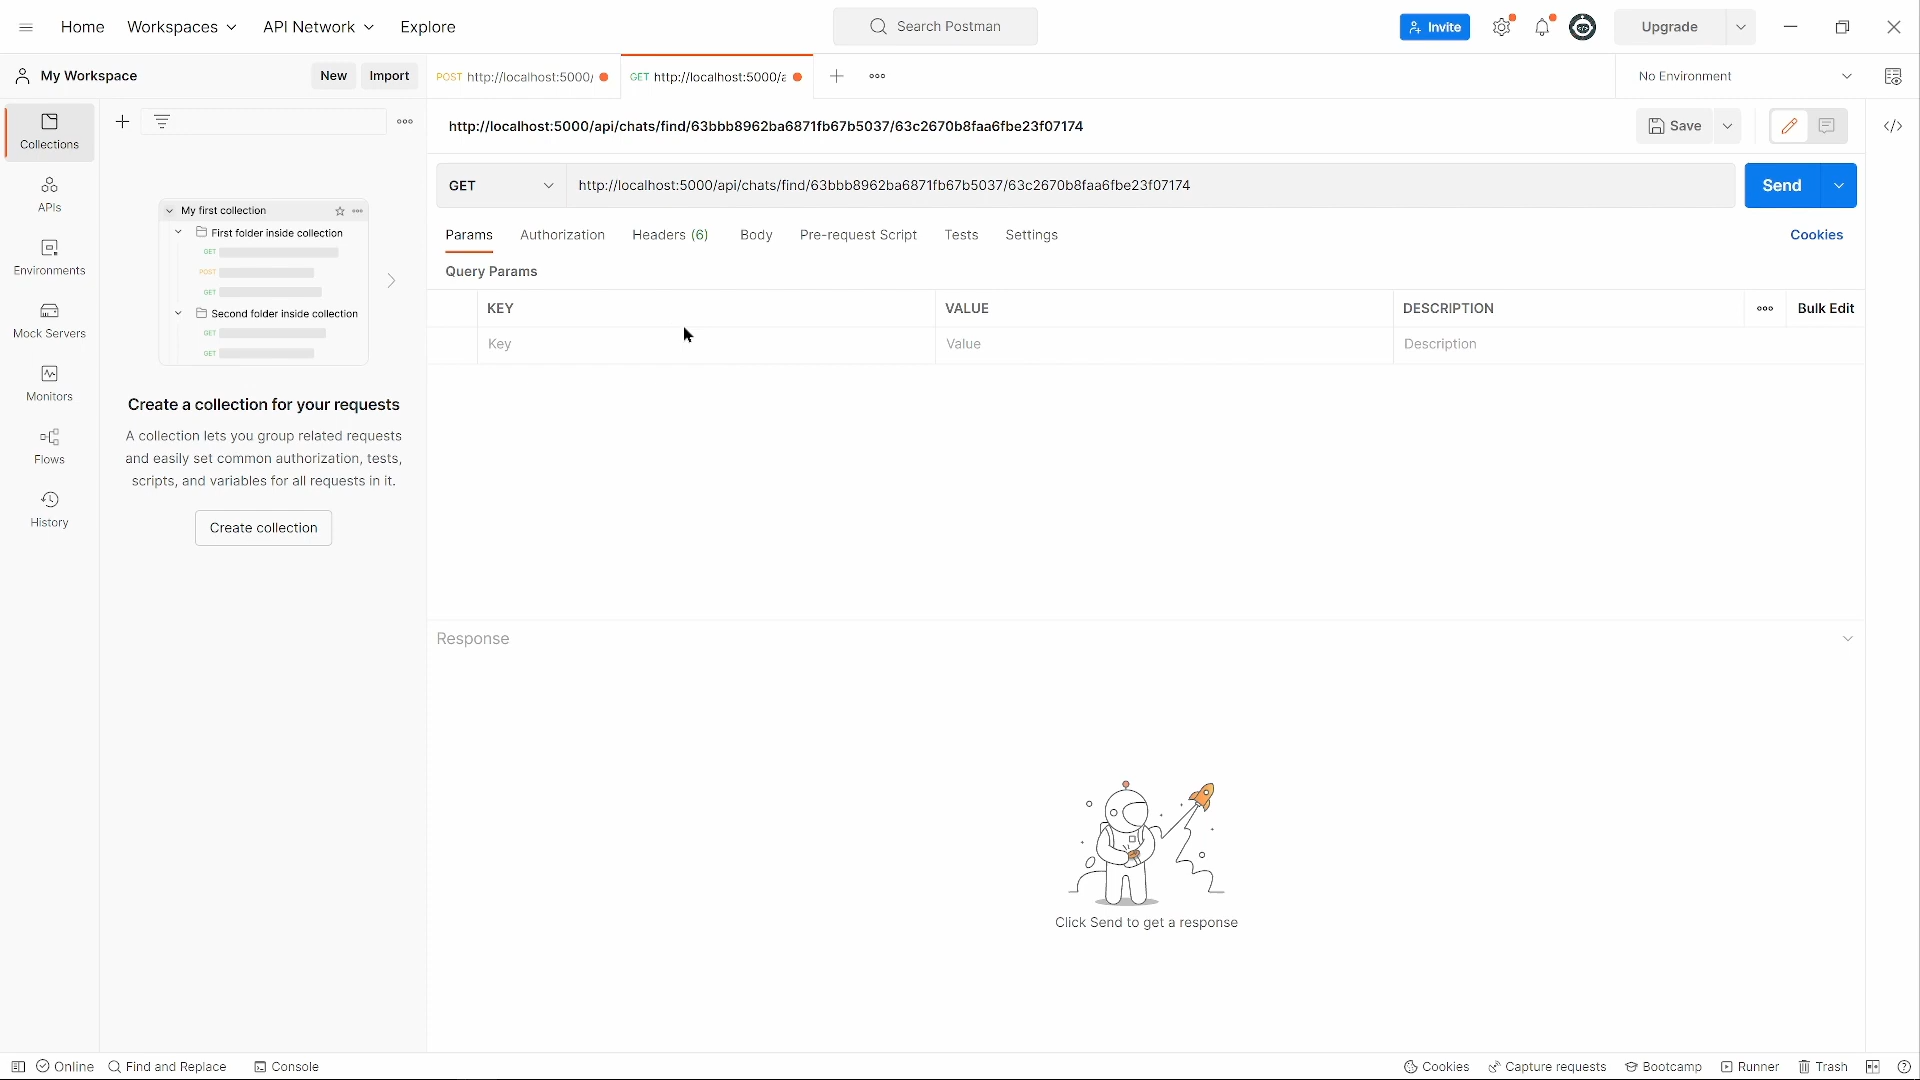 Home Workspaces API Network Explore Search Postman Invite Upgrade
My Workspace New Import POST http://localhost:5000/ GET http://localhost:5000/a No Environment
Collections
APIs
Environments
Mock Servers
Monitors
Flows
History
My first collection
First folder inside collection
GET
POST
GET
Second folder inside collection
GET
GET
Create a collection for your requests
A collection lets you group related requests
and easily set common authorization, tests,
scripts, and variables for all requests in it.
Create collection
http://localhost:5000/api/chats/find/63bbb8962ba6871fb67b5037/63c2670b8faa6fbe23f07174 Save
GET http://localhost:5000/api/chats/find/63bbb8962ba6871fb67b5037/63c2670b8faa6fbe23f07174 Send
Params Authorization Headers (6) Body Pre-request Script Tests Settings Cookies
Query Params
KEY VALUE DESCRIPTION Bulk Edit
Key Value Description
Response
Click Send to get a response
Online Find and Replace Console Cookies Capture requests Bootcamp Runner Trash